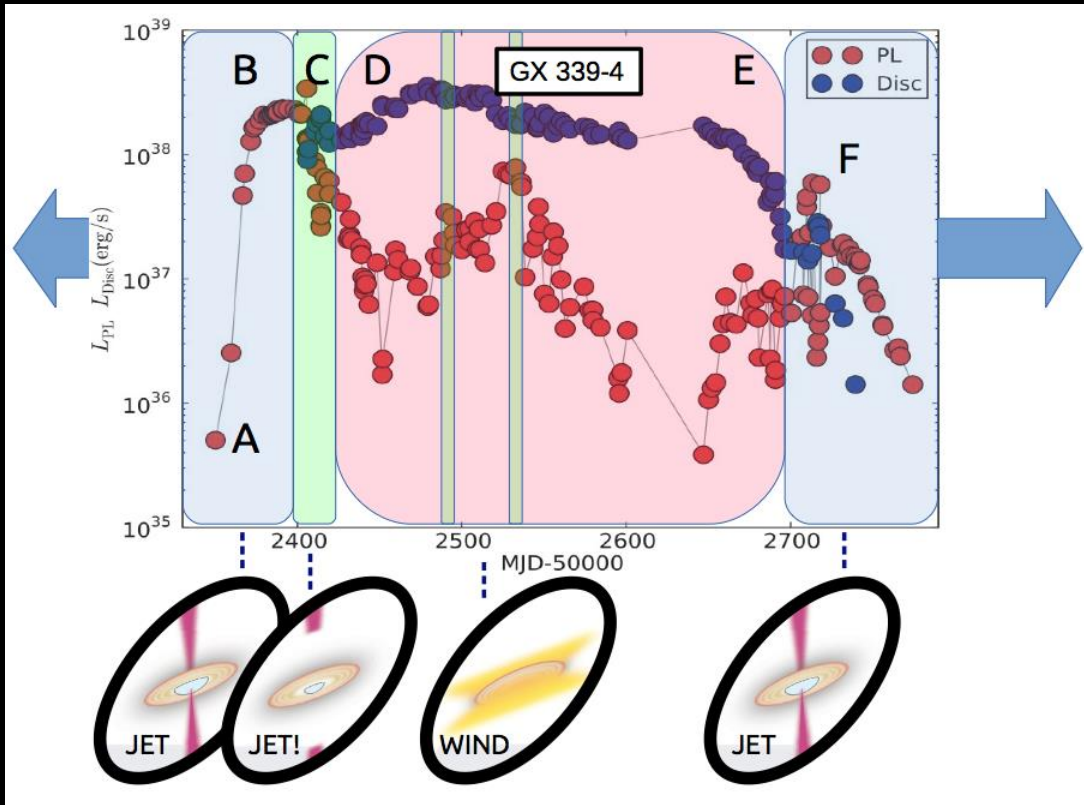 10^39
B
C
D
GX 339-4
E
PL
Disc
10^38
F
L_PL L_Disc(erg/s)
10^37
10^36
A
10^35
2400
2500
2600
2700
MJD-50000
JET
JET!
WIND
JET